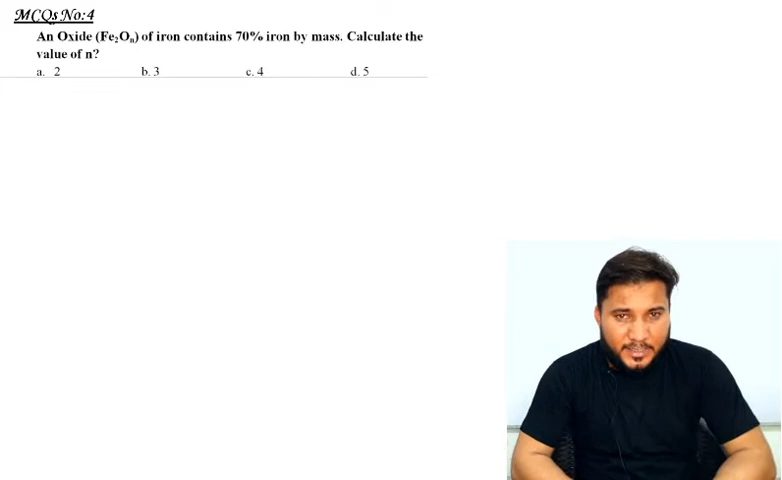 MCQs No:4
An Oxide (Fe₂Oₙ) of iron contains 70% iron by mass. Calculate the
value of n?
a. 2 b. 3 c. 4 d. 5